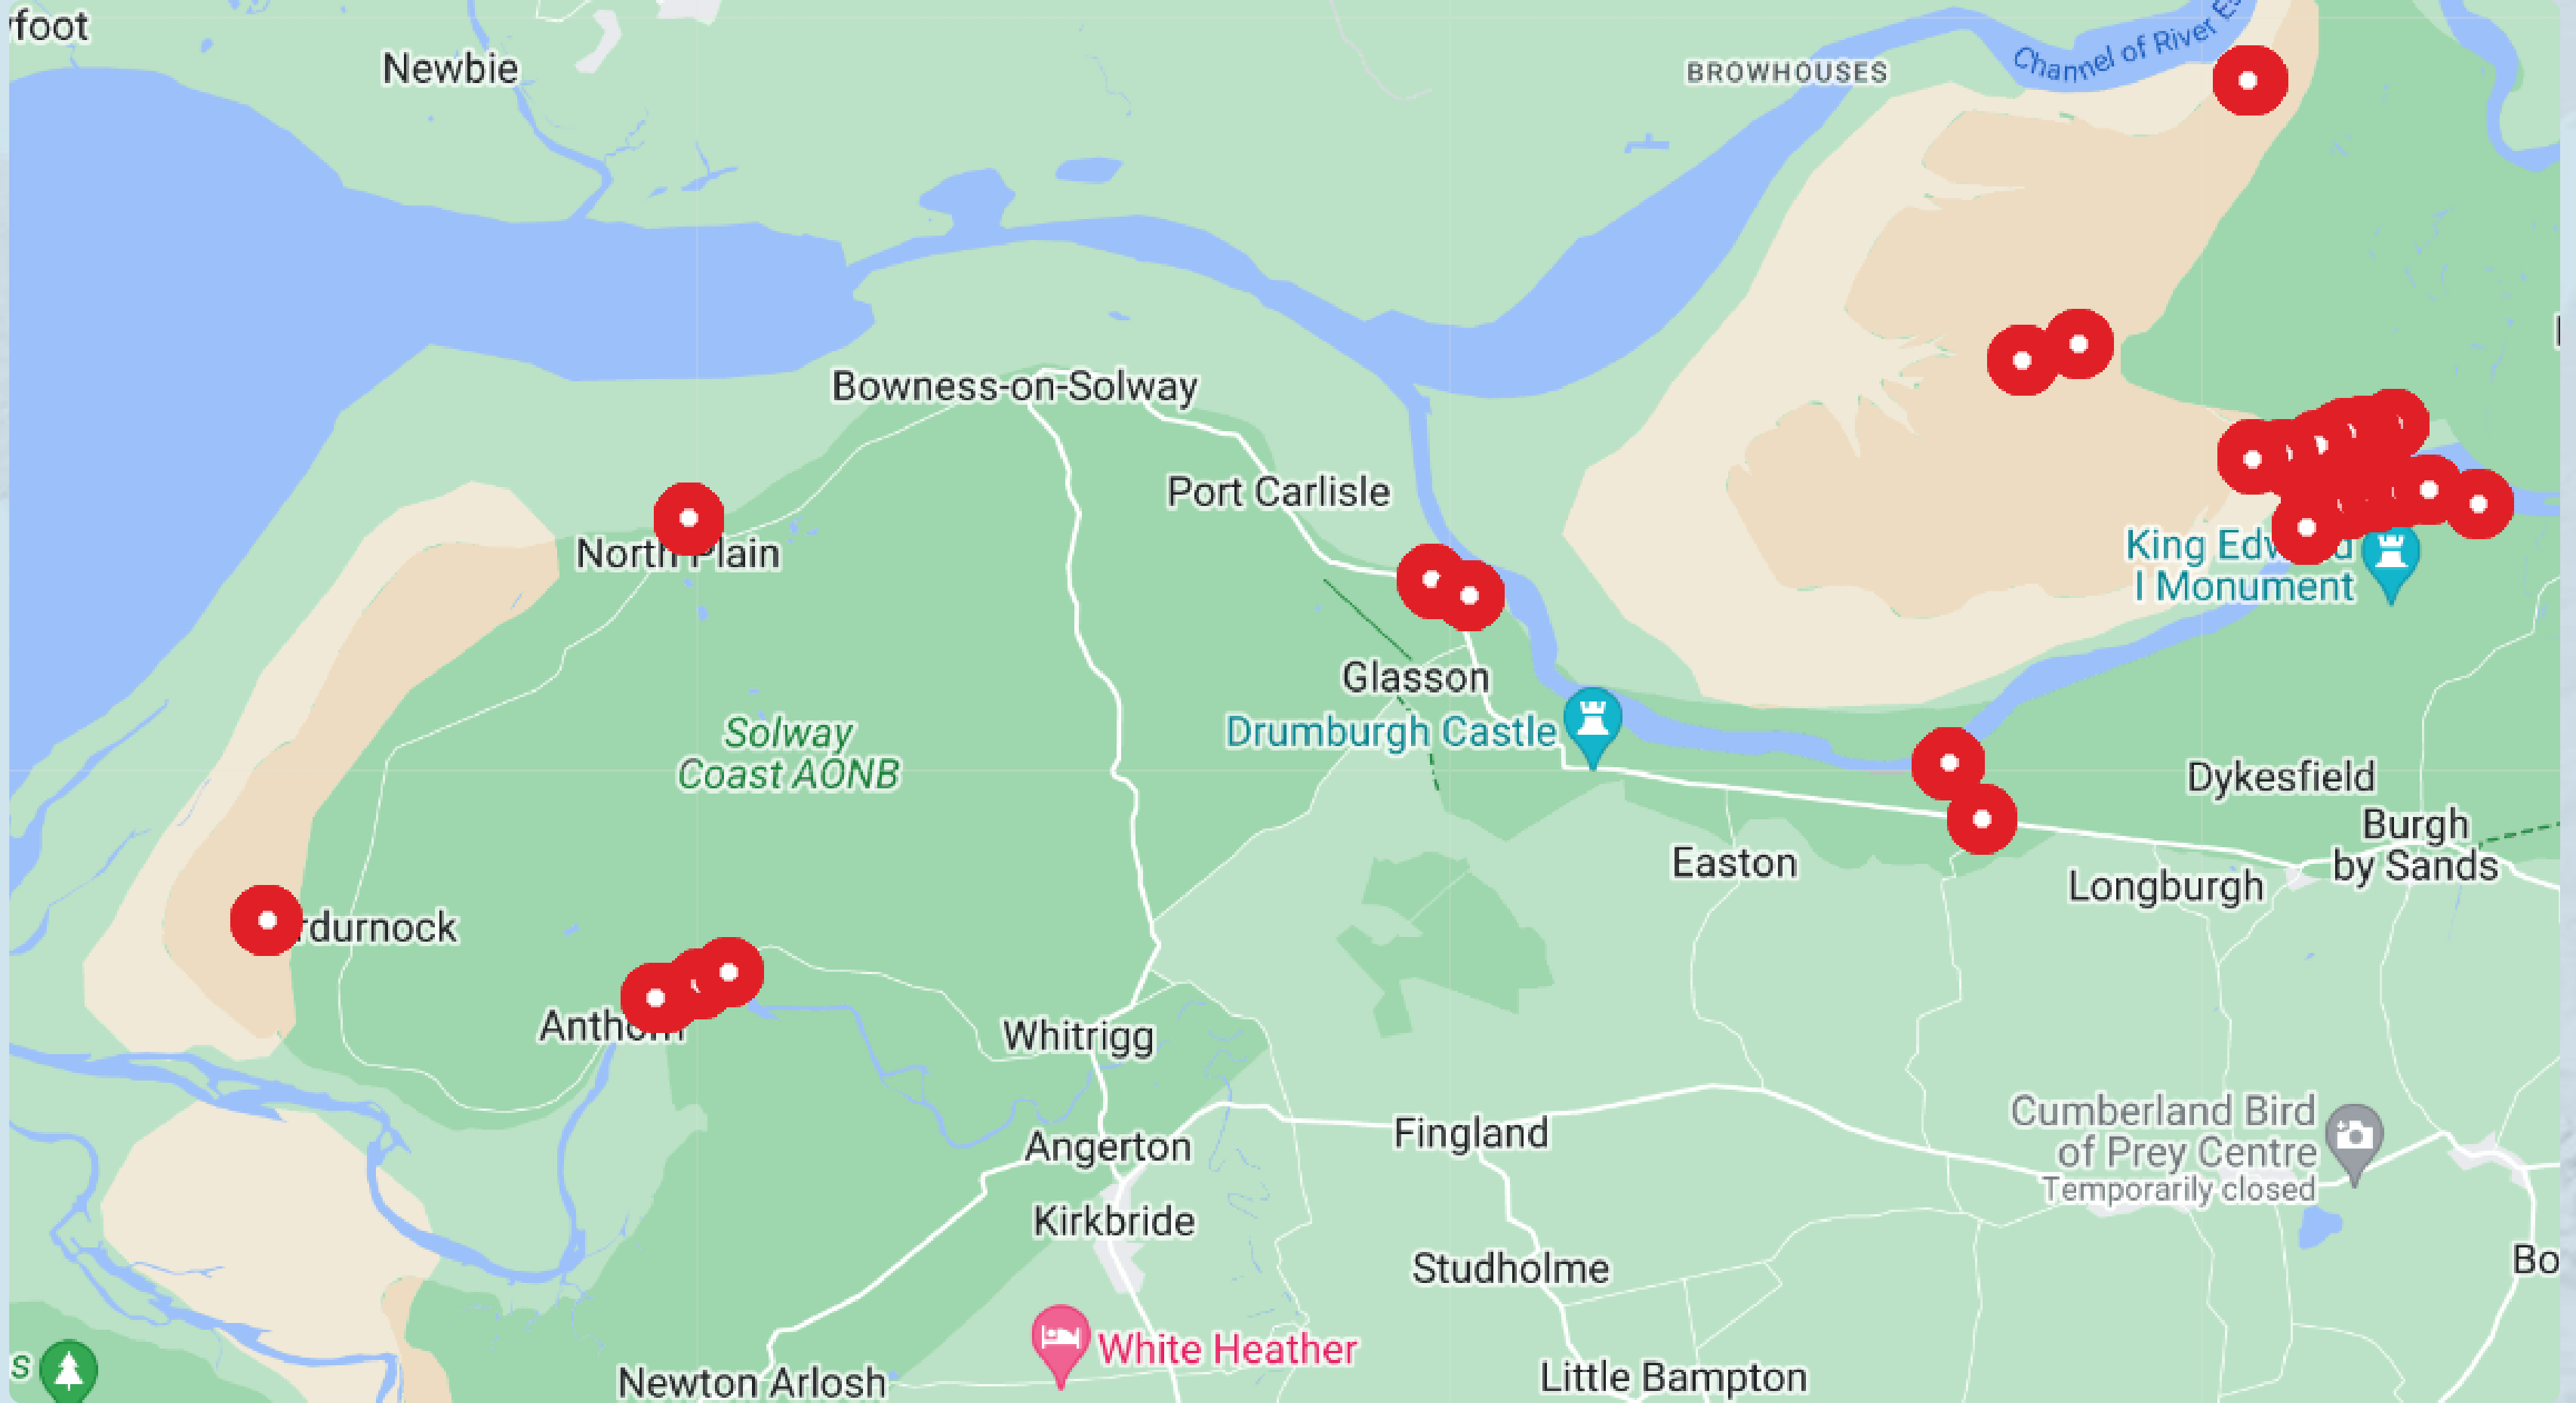 foot
Newbie
BROWHOUSES
Channel of River Es
Bowness-on-Solway
Port Carlisle
North Plain
King Edw d
I Monument
Glasson
Drumburgh Castle
Solway
Coast AONB
Dykesfield
Burgh
by Sands
Easton
Longburgh
rdurnock
Anthorn
Whitrigg
Angerton
Fingland
Cumberland Bird
of Prey Centre
Temporarily closed
Kirkbride
Studholme
Bo
White Heather
s
Newton Arlosh
Little Bampton